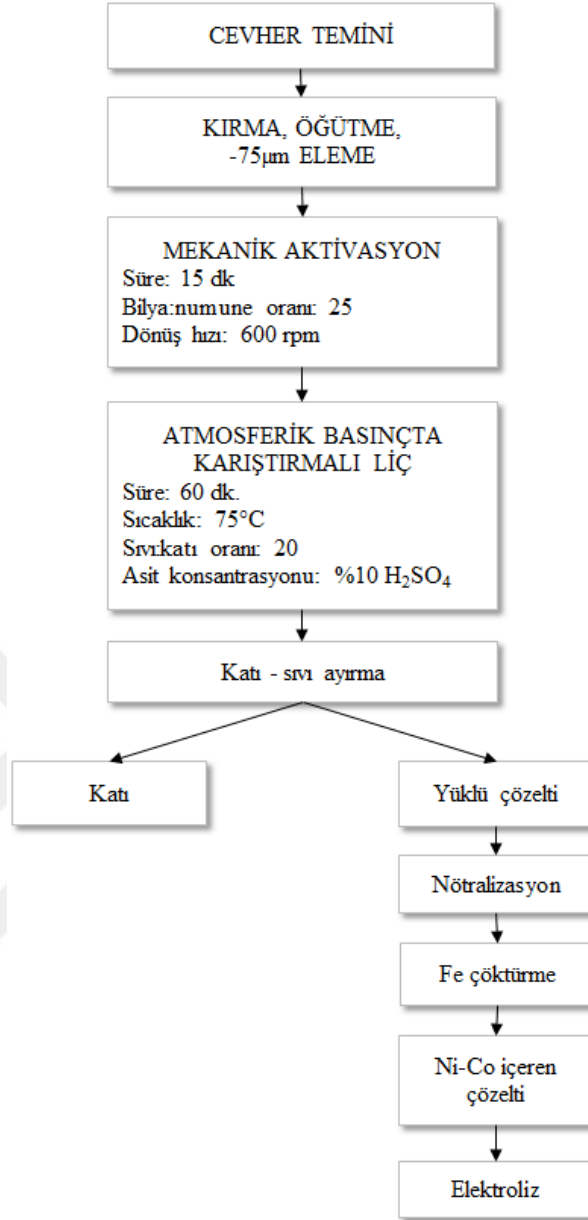 CEVHER TEMİNİ
KIRMA, ÖĞÜTME,
-75µm ELEME
MEKANİK AKTİVASYON
Süre: 15 dk
Bilya:numune oranı: 25
Dönüş hızı: 600 rpm
ATMOSFERİK BASINÇTA
KARIŞTIRMALI LİÇ
Süre: 60 dk.
Sıcaklık: 75°C
Sıvı:katı oranı: 20
Asit konsantrasyonu: %10 H₂SO₄
Katı - sıvı ayırma
Katı
Yüklü çözelti
Nötralizasyon
Fe çöktürme
Ni-Co içeren
çözelti
Elektroliz